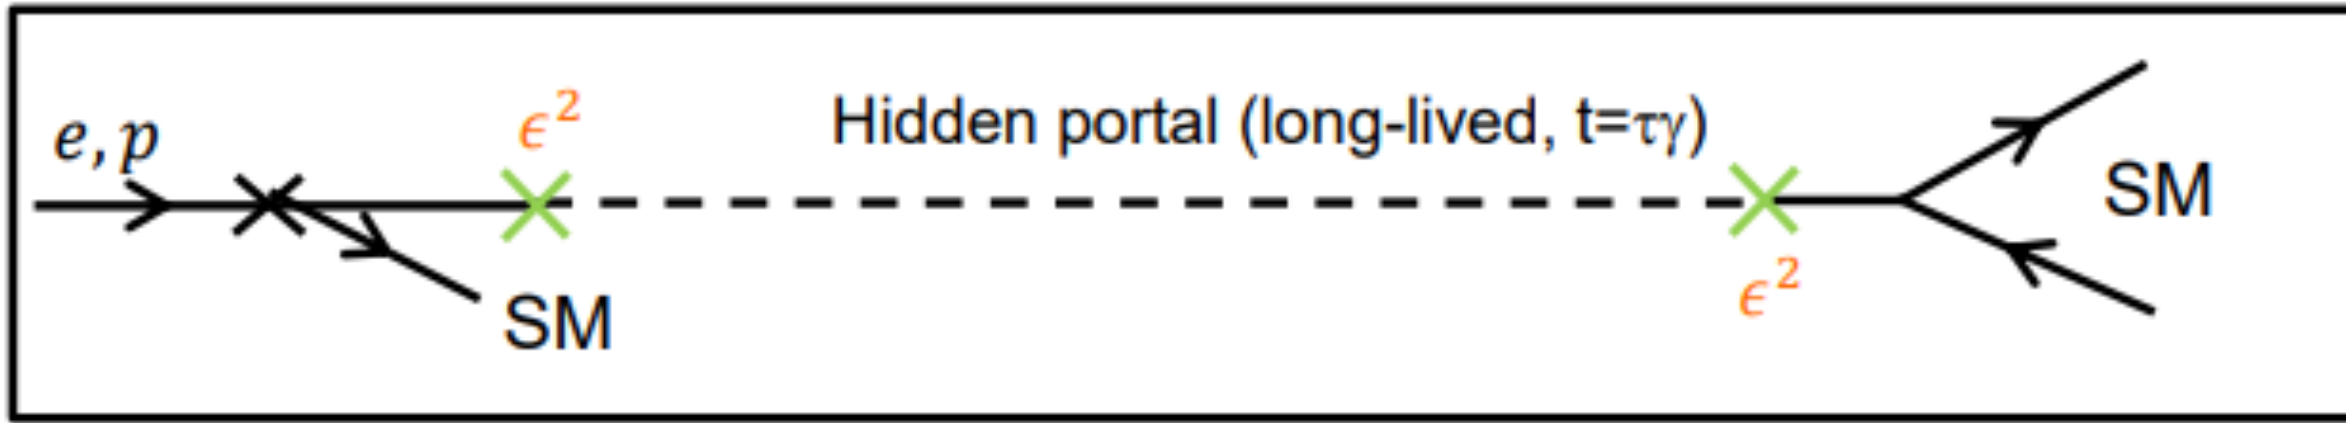 e, p
ϵ²
Hidden portal (long-lived, t=τγ)
SM
ϵ²
SM